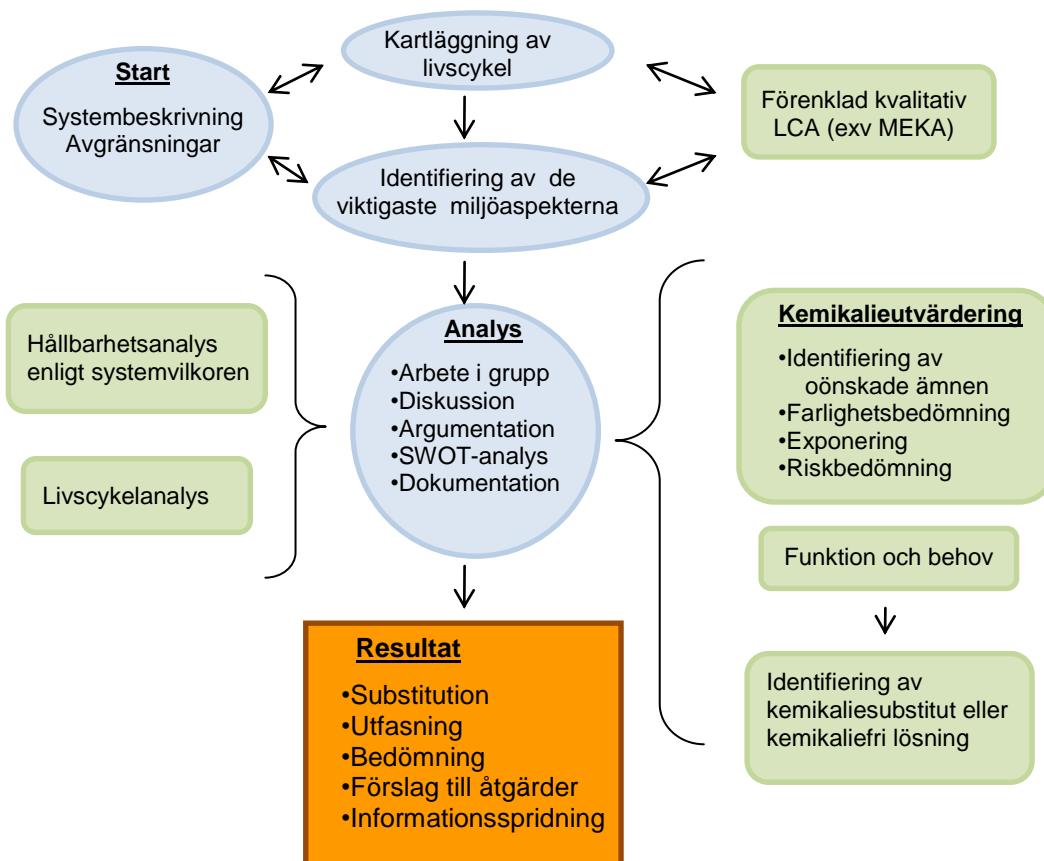 Start
Systembeskrivning
Avgränsningar
Kartläggning av
livscykel
Förenklad kvalitativ
LCA (exv MEKA)
Identifiering av de
viktigaste miljöaspekterna
Hållbarhetsanalys
enligt systemvilkoren
Livscykelanalys
Analys
•Arbete i grupp
•Diskussion
•Argumentation
•SWOT-analys
•Dokumentation
Kemikalieutvärdering
•Identifiering av
oönskade ämnen
•Farlighetsbedömning
•Exponering
•Riskbedömning
Funktion och behov
Identifiering av
kemikaliesubstitut eller
kemikaliefri lösning
Resultat
•Substitution
•Utfasning
•Bedömning
•Förslag till åtgärder
•Informationsspridning